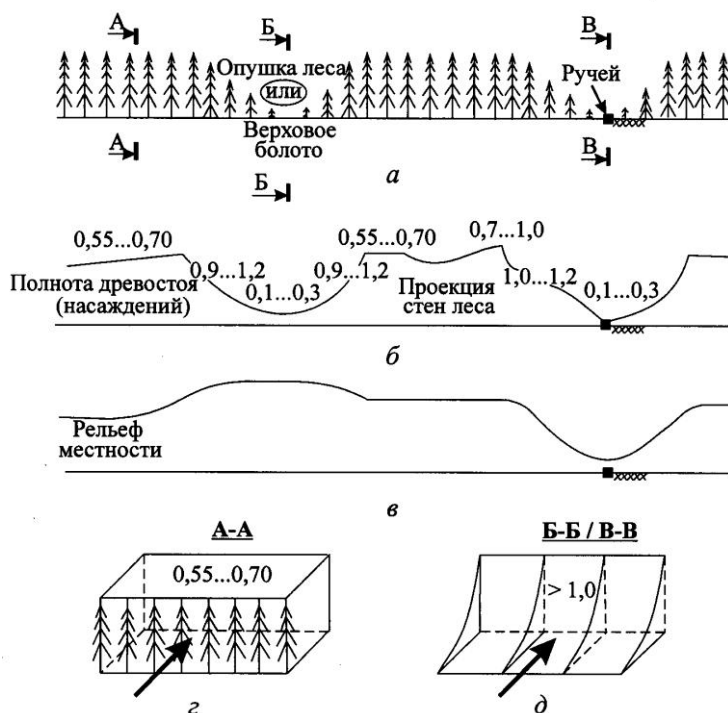 А
Б
В
Опушка леса
или
Верховое
болото
Ручей
А
Б
В
а
0,55...0,70
0,55...0,70
0,7...1,0
Полнота древостоя
(насаждений)
0,9...1,2
0,1...0,3
0,9...1,2
Проекция
стен леса
1,0...1,2
0,1...0,3
б
Рельеф
местности
в
А-А
Б-Б / В-В
0,55...0,70
> 1,0
г
д